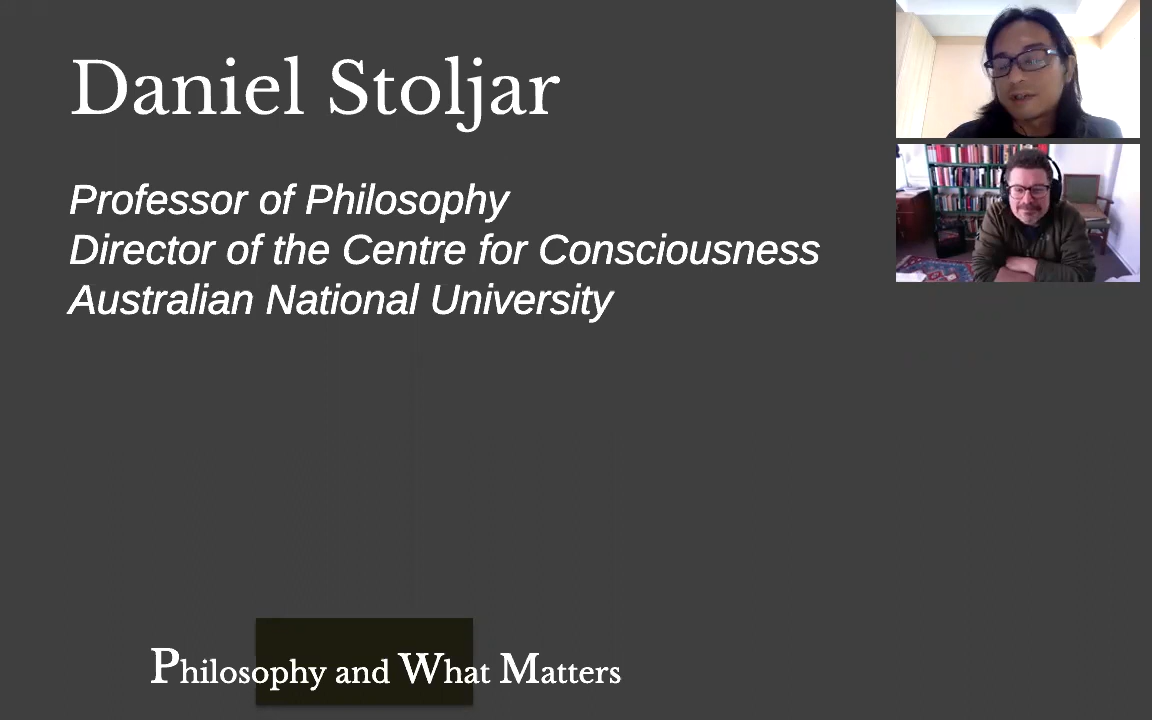 Daniel Stoljar
Professor of Philosophy
Director of the Centre for Consciousness
Australian National University
Philosophy and What Matters